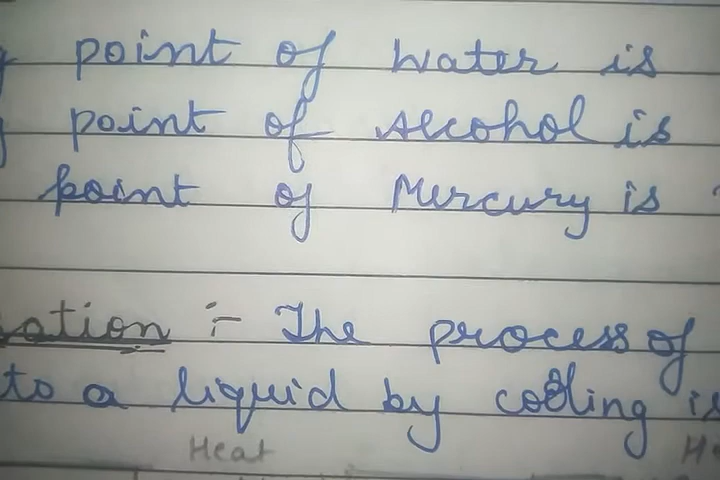 point of water is
point of Alcohol is
point of Mercury is
ation :- The process of
to a liquid by cooling is
Heat